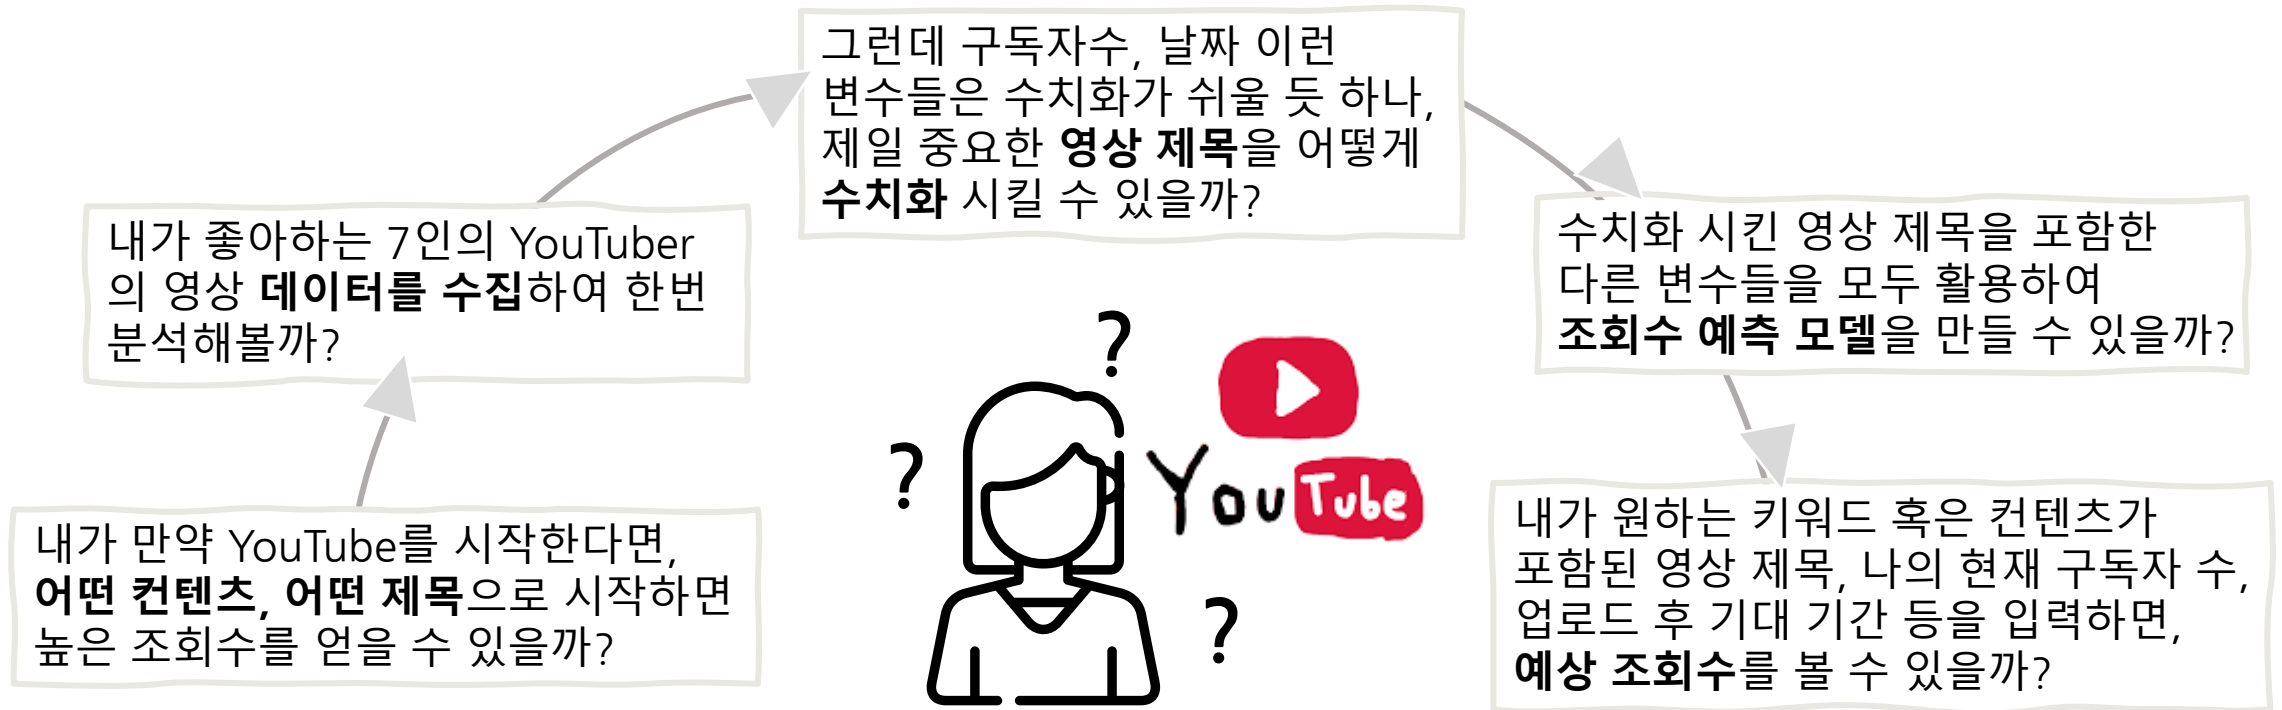 내가 만약 YouTube를 시작한다면,
어떤 컨텐츠, 어떤 제목으로 시작하면
높은 조회수를 얻을 수 있을까?
내가 좋아하는 7인의 YouTuber
의 영상 데이터를 수집하여 한번
분석해볼까?
그런데 구독자수, 날짜 이런
변수들은 수치화가 쉬울 듯 하나,
제일 중요한 영상 제목을 어떻게
수치화 시킬 수 있을까?
수치화 시킨 영상 제목을 포함한
다른 변수들을 모두 활용하여
조회수 예측 모델을 만들 수 있을까?
내가 원하는 키워드 혹은 컨텐츠가
포함된 영상 제목, 나의 현재 구독자 수,
업로드 후 기대 기간 등을 입력하면,
예상 조회수를 볼 수 있을까?
?
?
?
YouTube